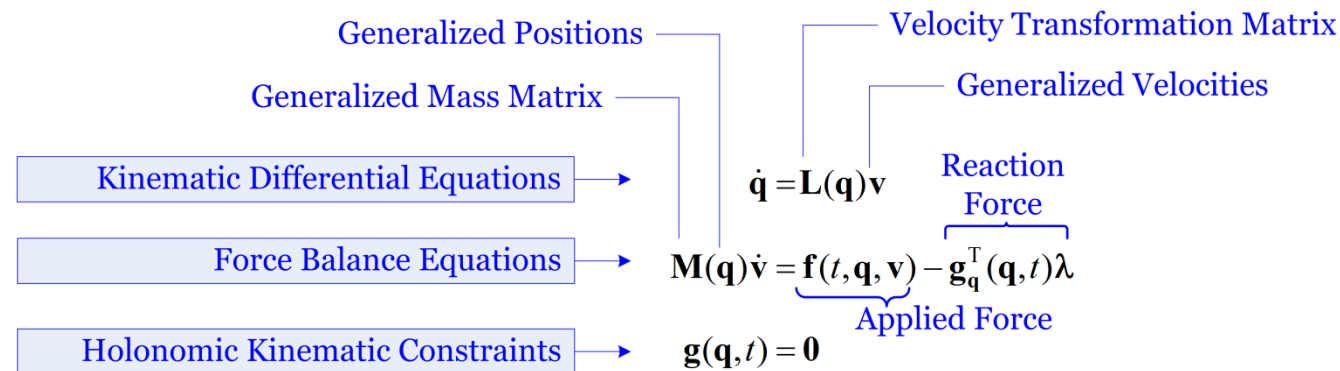 Generalized Positions
Velocity Transformation Matrix
Generalized Mass Matrix
Generalized Velocities
Kinematic Differential Equations
q̇ = L(q)v
Reaction
Force
Force Balance Equations
M(q)v̇ = f(t,q,v) − g_q^T(q,t)λ
Applied Force
Holonomic Kinematic Constraints
g(q,t) = 0